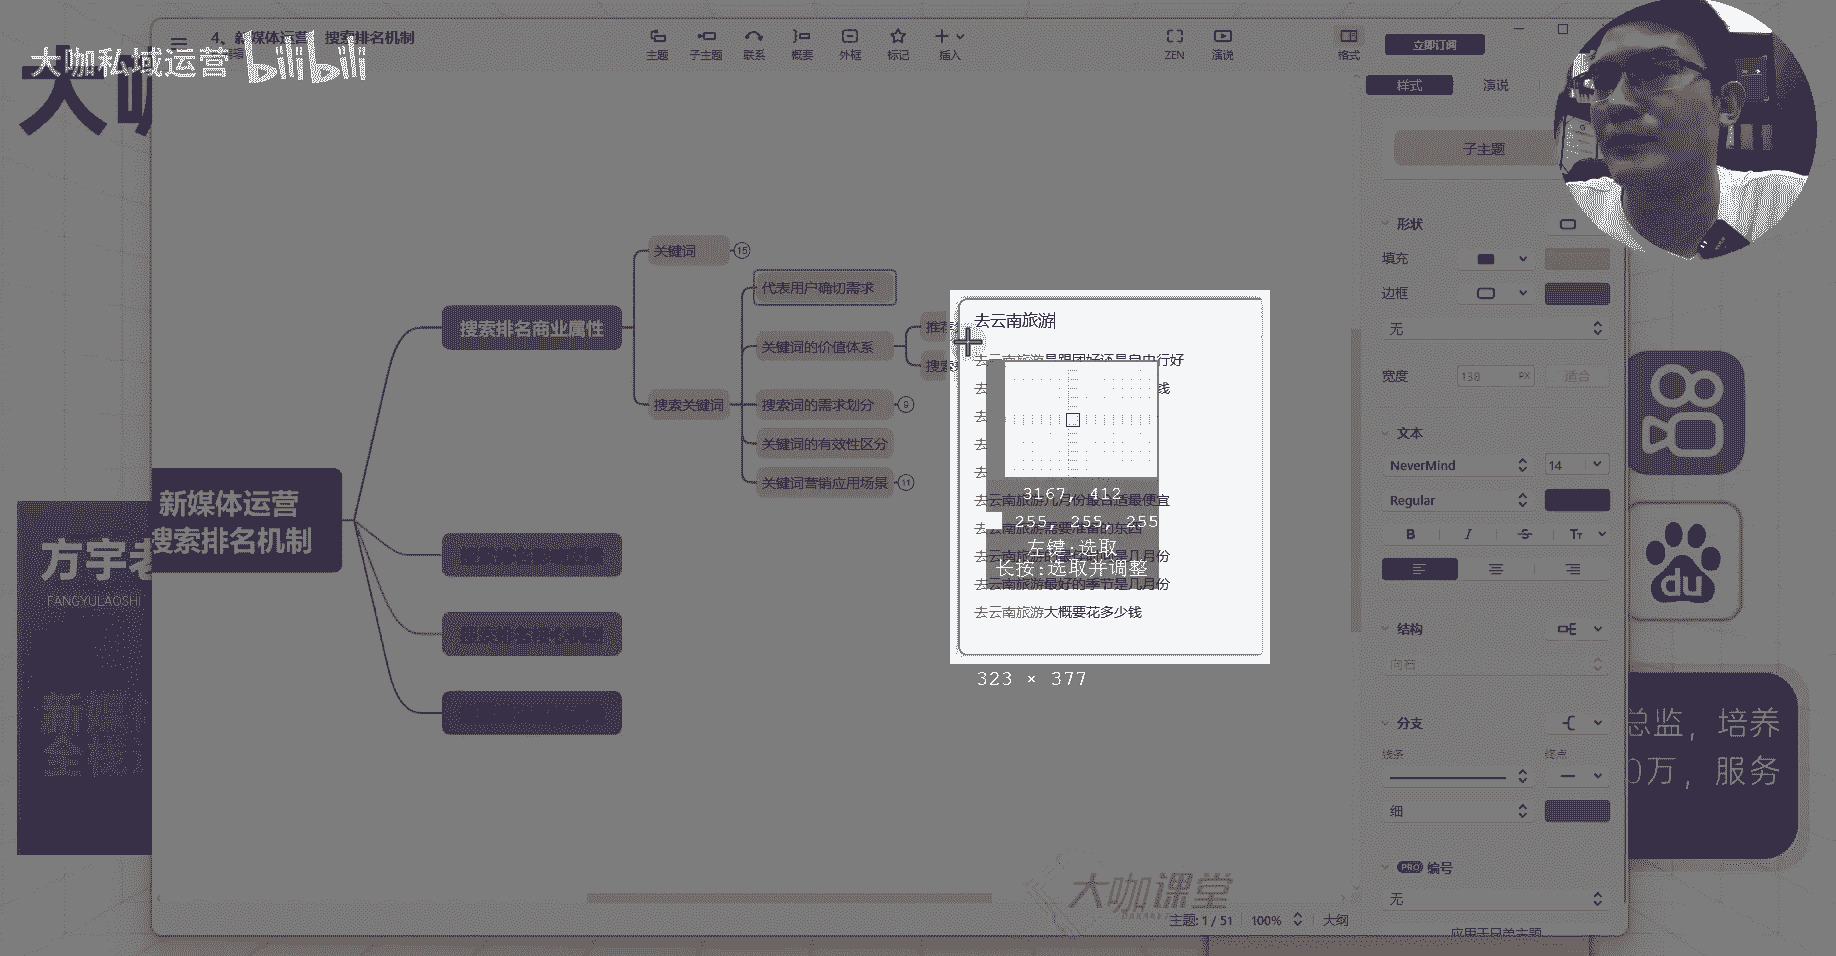 大咖私域运营 bilibili
大咖
4、新媒体运营 搜索排名机制
主题
子主题
联系
概要
外框
标记
插入
ZEN
演说
格式
立即订阅
样式
演说
子主题
形状
填充
边框
无
宽度
138
PX
适合
文本
NeverMind
14
Regular
B
I
S
TT
结构
向右
分支
线条
终点
细
PRO 编号
无
应用于兄弟主题
关键词
15
代表用户确切需求
搜索排名商业属性
关键词的价值体系
推荐
搜索
搜索关键词
搜索词的需求划分
9
关键词的有效性区分
关键词营销应用场景
11
新媒体运营
搜索排名机制
去云南旅游
去云南旅游是跟团好还是自由行好
去
钱
去
去
去
去云南旅游几月份最合适最便宜
去云南旅游需要准备的东西
去云南旅游最好的季节是几月份
去云南旅游大概要花多少钱
3167, 412
255, 255, 255
左键:选取
长按:选取并调整
323 × 377
方宇老
FANGYULAOSHI
du
总监，培养
0万，服务
大咖课堂
主题: 1 / 51
100%
大纲